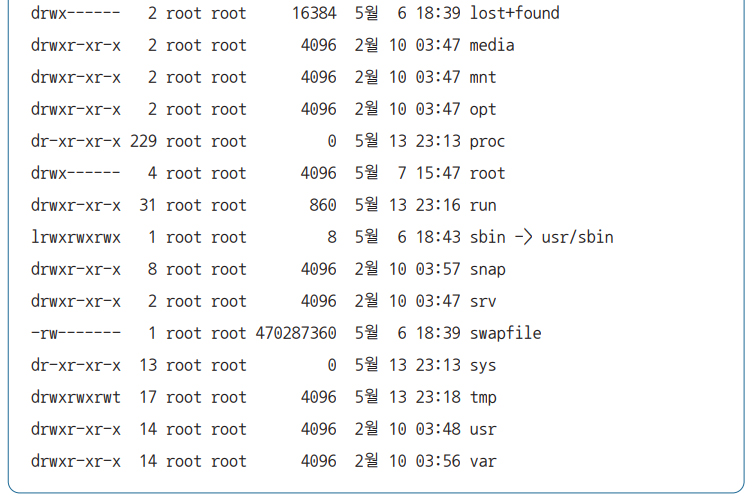 drwx------   2 root root     16384  5월  6 18:39 lost+found
drwxr-xr-x   2 root root      4096  2월 10 03:47 media
drwxr-xr-x   2 root root      4096  2월 10 03:47 mnt
drwxr-xr-x   2 root root      4096  2월 10 03:47 opt
dr-xr-xr-x 229 root root         0  5월 13 23:13 proc
drwx------   4 root root      4096  5월  7 15:47 root
drwxr-xr-x  31 root root       860  5월 13 23:16 run
lrwxrwxrwx   1 root root         8  5월  6 18:43 sbin -> usr/sbin
drwxr-xr-x   8 root root      4096  2월 10 03:57 snap
drwxr-xr-x   2 root root      4096  2월 10 03:47 srv
-rw-------   1 root root 470287360  5월  6 18:39 swapfile
dr-xr-xr-x  13 root root         0  5월 13 23:13 sys
drwxrwxrwt  17 root root      4096  5월 13 23:18 tmp
drwxr-xr-x  14 root root      4096  2월 10 03:48 usr
drwxr-xr-x  14 root root      4096  2월 10 03:56 var